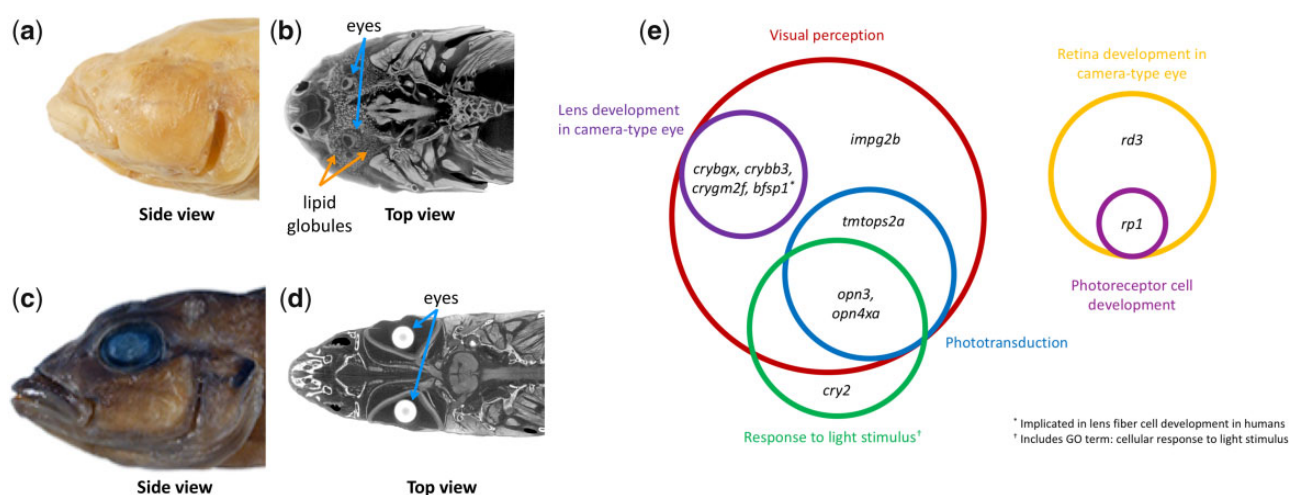 (a)
Side view
(b)
eyes
lipid
globules
Top view
(c)
Side view
(d)
eyes
Top view
(e)
Visual perception
Lens development
in camera-type eye
impg2b
crybgx, crybb3,
crygm2f, bfsp1*
tmtops2a
opn3,
opn4xa
Phototransduction
cry2
Response to light stimulus†
Retina development in
camera-type eye
rd3
rp1
Photoreceptor cell
development
* Implicated in lens fiber cell development in humans
† Includes GO term: cellular response to light stimulus